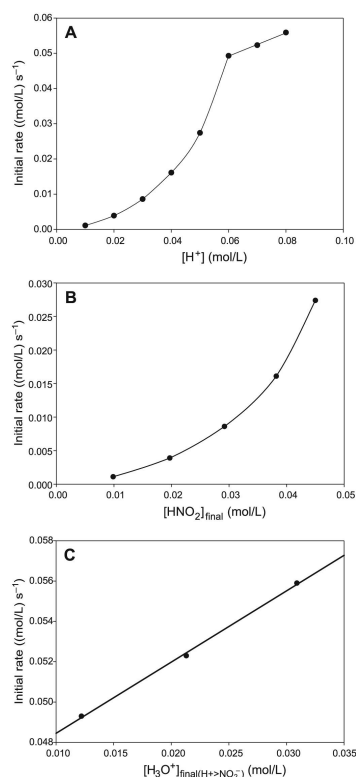 A
0.06
0.05
0.04
0.03
0.02
0.01
0.00
Initial rate ((mol/L) s⁻¹)
0.00 0.02 0.04 0.06 0.08 0.10
[H⁺] (mol/L)
B
0.030
0.025
0.020
0.015
0.010
0.005
0.000
Initial rate ((mol/L) s⁻¹)
0.00 0.01 0.02 0.03 0.04 0.05
[HNO₂]final (mol/L)
C
0.058
0.056
0.054
0.052
0.050
0.048
Initial rate ((mol/L) s⁻¹)
0.010 0.015 0.020 0.025 0.030 0.035
[H₃O⁺]final(H+>NO₂⁻) (mol/L)